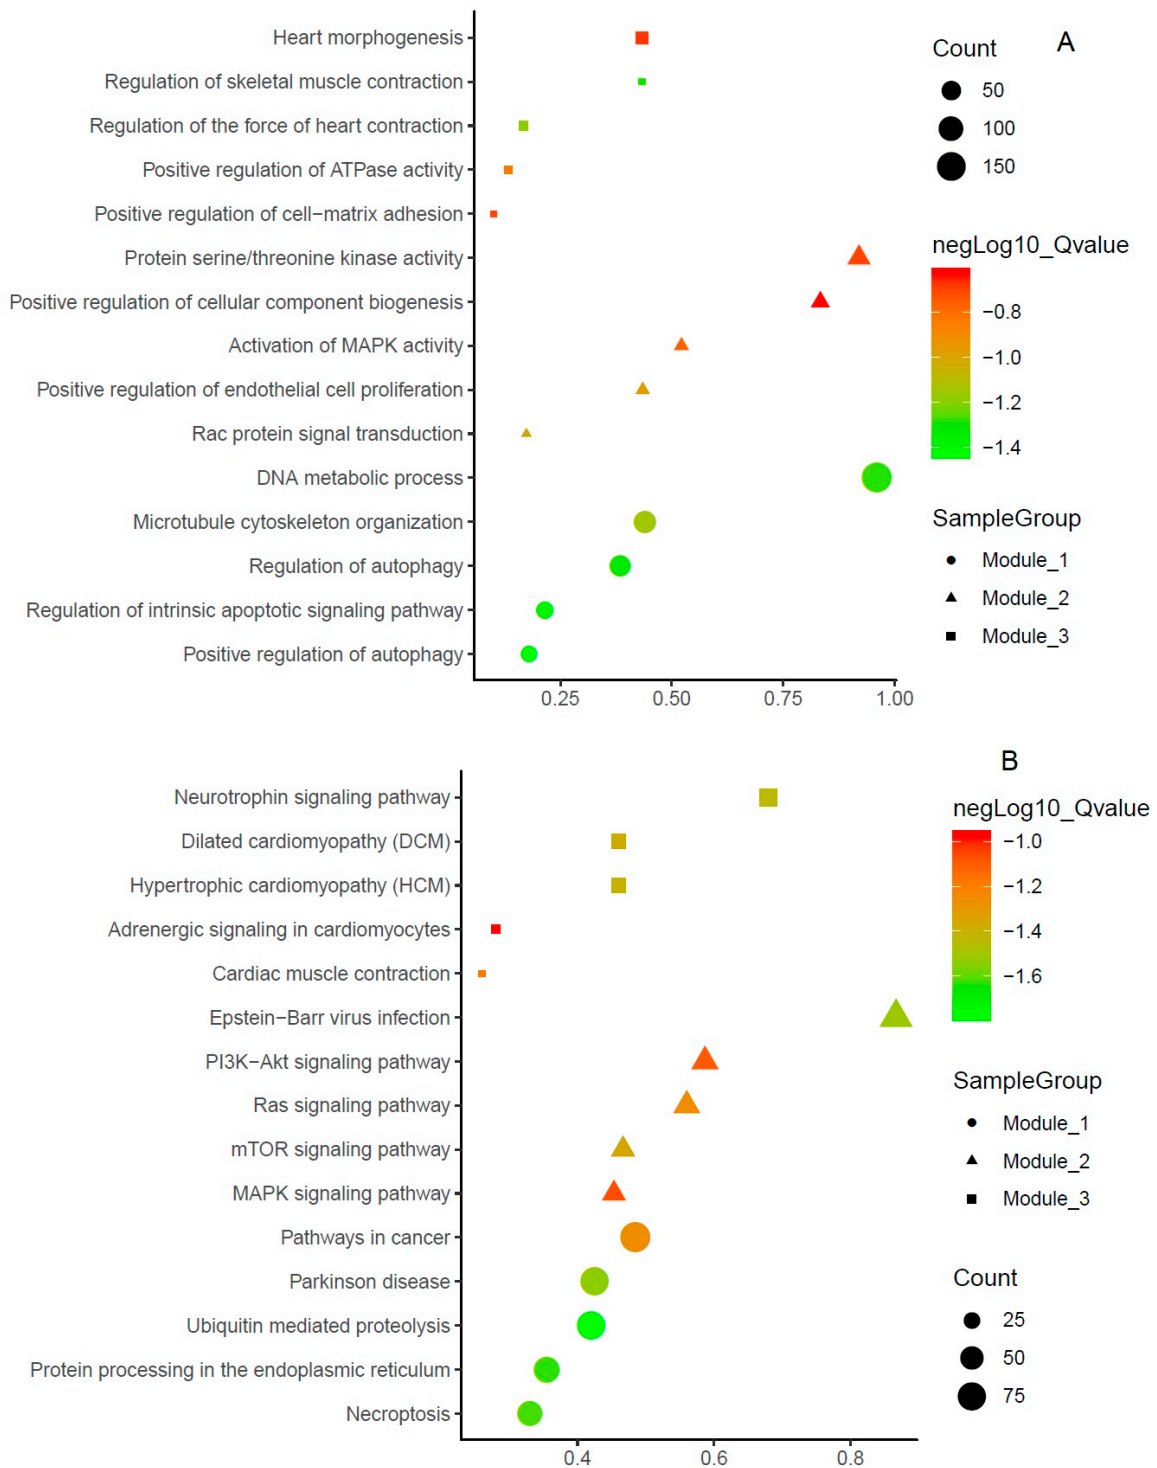 A
Heart morphogenesis
Regulation of skeletal muscle contraction
Regulation of the force of heart contraction
Positive regulation of ATPase activity
Positive regulation of cell−matrix adhesion
Protein serine/threonine kinase activity
Positive regulation of cellular component biogenesis
Activation of MAPK activity
Positive regulation of endothelial cell proliferation
Rac protein signal transduction
DNA metabolic process
Microtubule cytoskeleton organization
Regulation of autophagy
Regulation of intrinsic apoptotic signaling pathway
Positive regulation of autophagy
0.25 0.50 0.75 1.00
Count
50
100
150
negLog10_Qvalue
−0.8
−1.0
−1.2
−1.4
SampleGroup
Module_1
Module_2
Module_3
B
Neurotrophin signaling pathway
Dilated cardiomyopathy (DCM)
Hypertrophic cardiomyopathy (HCM)
Adrenergic signaling in cardiomyocytes
Cardiac muscle contraction
Epstein−Barr virus infection
PI3K−Akt signaling pathway
Ras signaling pathway
mTOR signaling pathway
MAPK signaling pathway
Pathways in cancer
Parkinson disease
Ubiquitin mediated proteolysis
Protein processing in the endoplasmic reticulum
Necroptosis
0.4 0.6 0.8
negLog10_Qvalue
−1.0
−1.2
−1.4
−1.6
SampleGroup
Module_1
Module_2
Module_3
Count
25
50
75